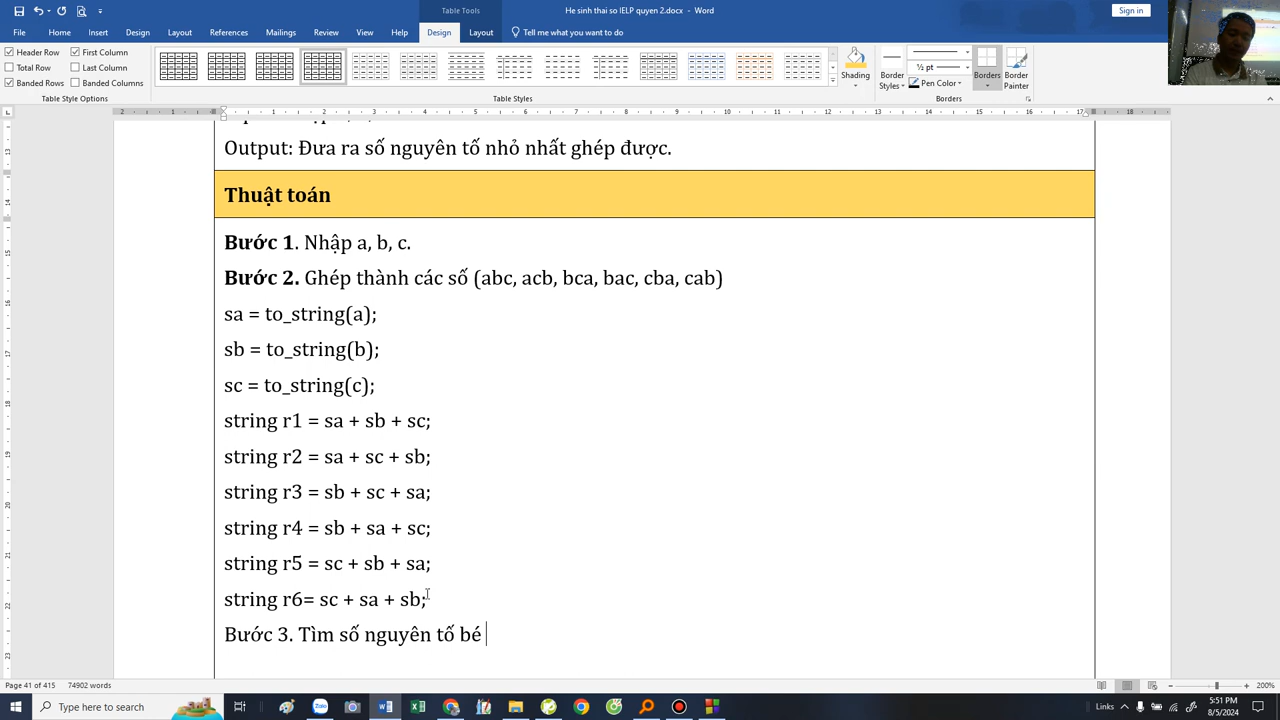 Table Tools
He sinh thai so IELP quyen 2.docx - Word
Sign in
File Home Insert Design Layout References Mailings Review View Help Design Layout Tell me what you want to do
Header Row First Column
Total Row Last Column
Banded Rows Banded Columns
Table Style Options
Table Styles
Shading
Border Styles
½ pt
Pen Color
Borders
Border Painter
Borders
Output: Đưa ra số nguyên tố nhỏ nhất ghép được.
Thuật toán
Bước 1. Nhập a, b, c.
Bước 2. Ghép thành các số (abc, acb, bca, bac, cba, cab)
sa = to_string(a);
sb = to_string(b);
sc = to_string(c);
string r1 = sa + sb + sc;
string r2 = sa + sc + sb;
string r3 = sb + sc + sa;
string r4 = sb + sa + sc;
string r5 = sc + sb + sa;
string r6= sc + sa + sb;
Bước 3. Tìm số nguyên tố bé
Page 41 of 415 74902 words
200%
Type here to search
Zalo
5:51 PM
8/5/2024